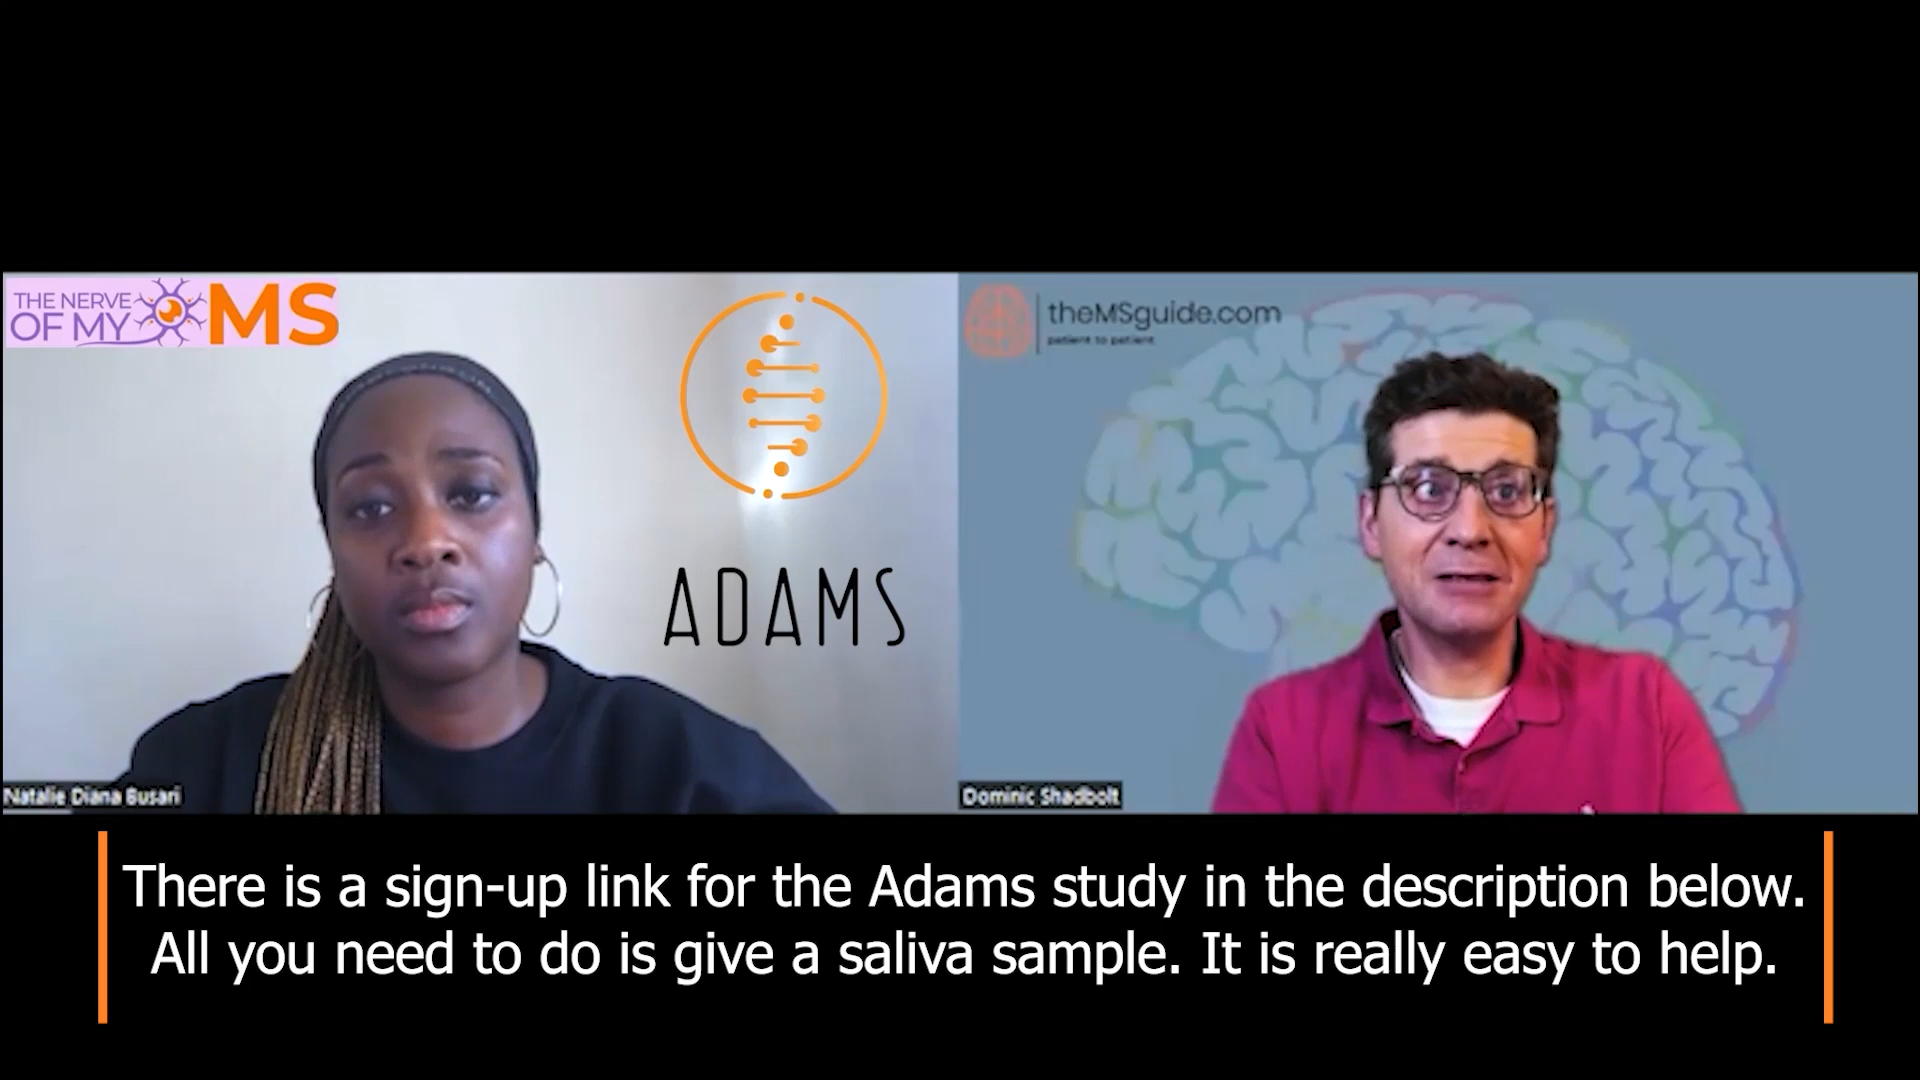 THE NERVE
OF MY MS
ADAMS
Natalie Diana Busari
theMSguide.com
patient to patient
Dominic Shadbolt
There is a sign-up link for the Adams study in the description below.
All you need to do is give a saliva sample. It is really easy to help.